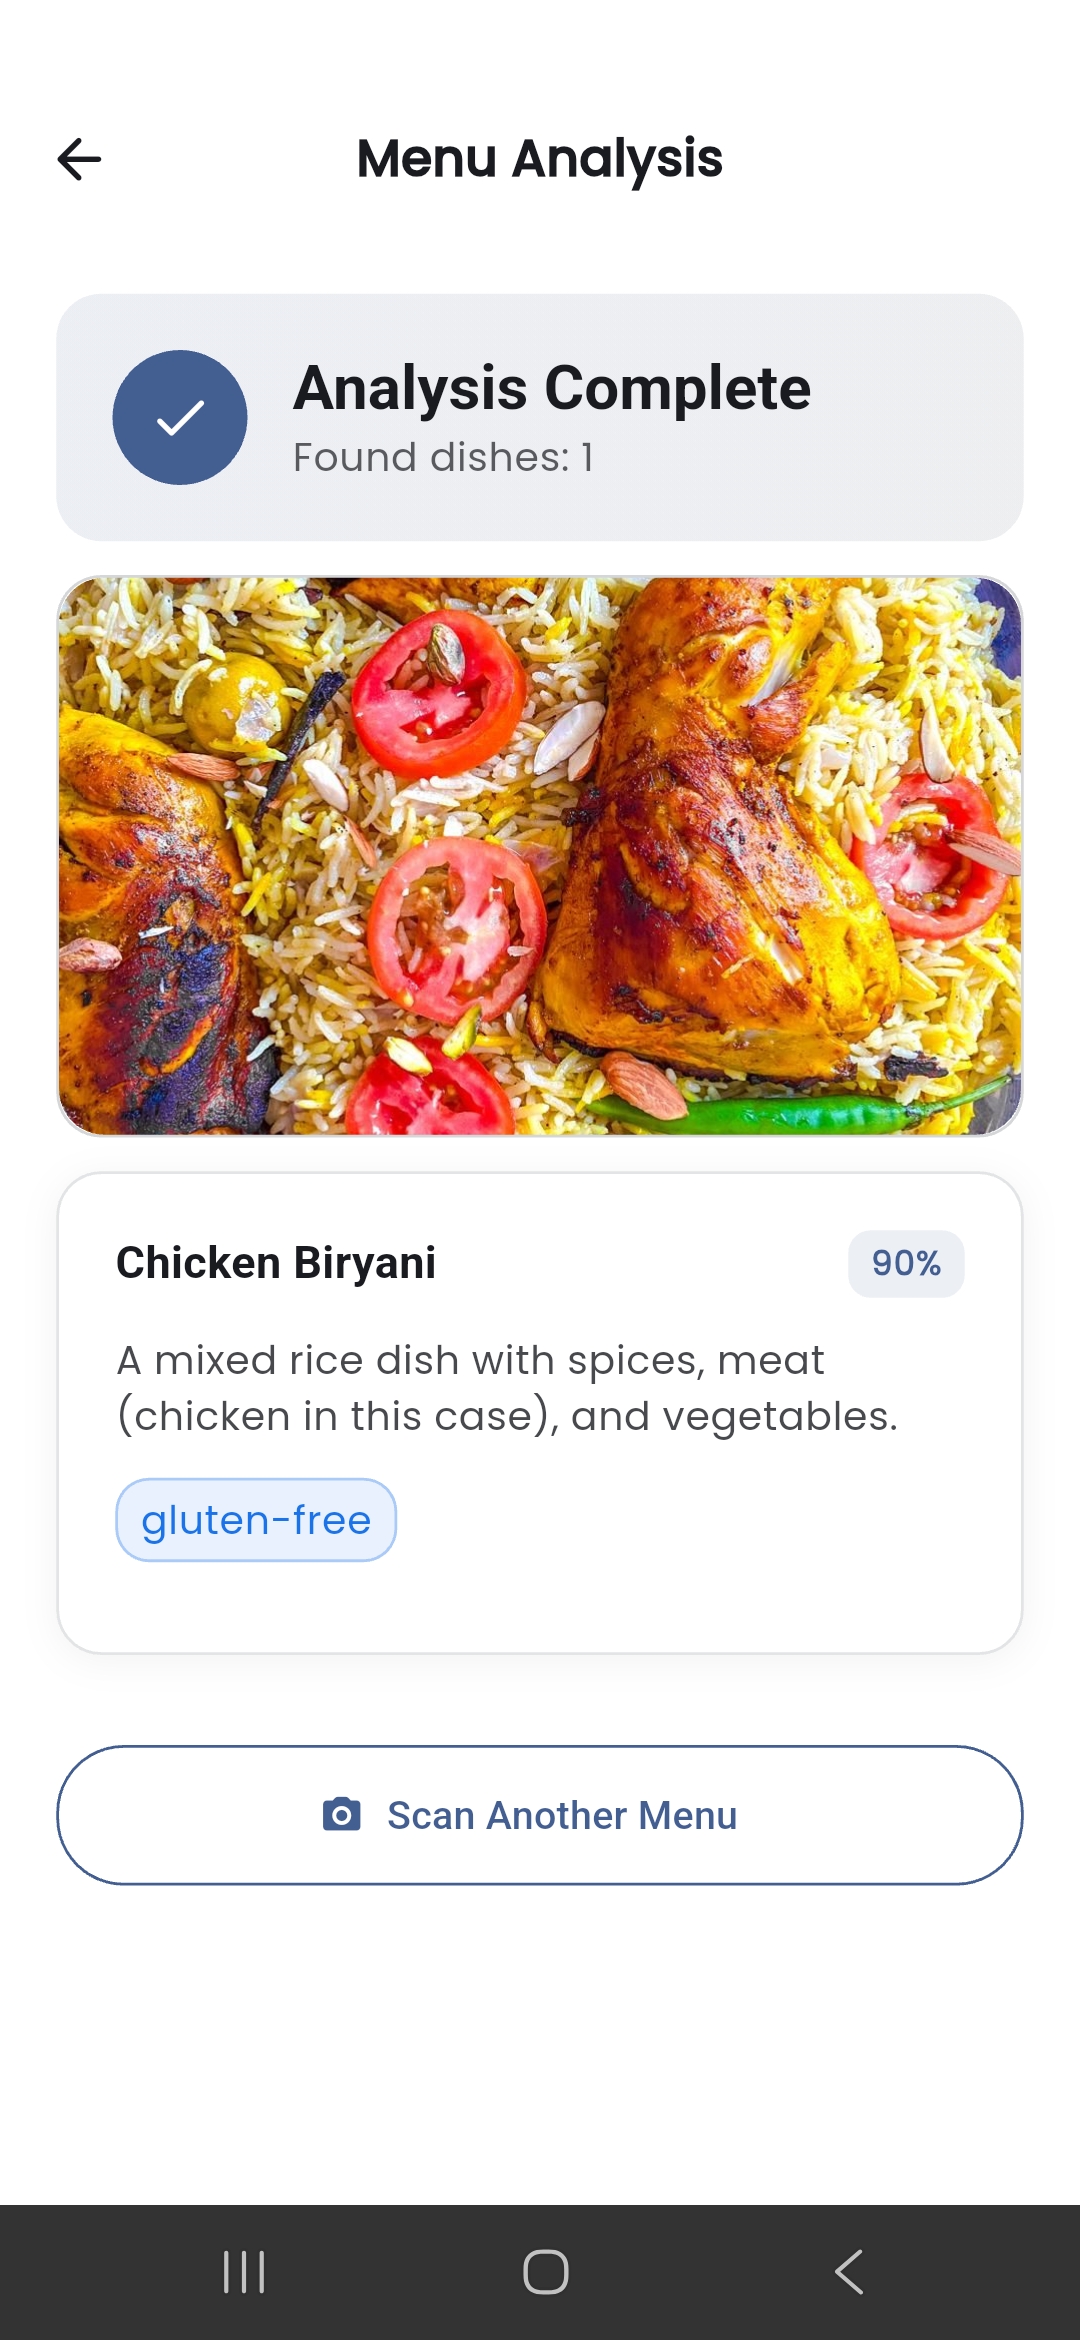 Menu Analysis
Analysis Complete
Found dishes: 1
Chicken Biryani
90%
A mixed rice dish with spices, meat
(chicken in this case), and vegetables.
gluten-free
Scan Another Menu